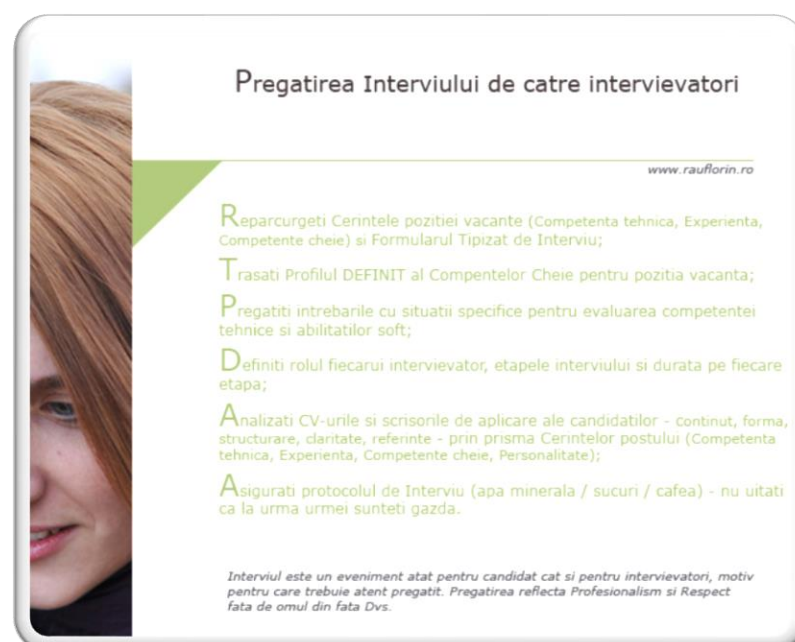 Pregatirea Interviului de catre intervievatori
www.rauflorin.ro
Reparcurgeti Cerintele pozitiei vacante (Competenta tehnica, Experienta,
Competente cheie) si Formularul Tipizat de Interviu;
Trasati Profilul DEFINIT al Compentelor Cheie pentru pozitia vacanta;
Pregatiti intrebarile cu situatii specifice pentru evaluarea competentei
tehnice si abilitatilor soft;
Definiti rolul fiecarui intervievator, etapele interviului si durata pe fiecare
etapa;
Analizati CV-urile si scrisorile de aplicare ale candidatilor - continut, forma,
structurare, claritate, referinte - prin prisma Cerintelor postului (Competenta
tehnica, Experienta, Competente cheie, Personalitate);
Asigurati protocolul de Interviu (apa minerala / sucuri / cafea) - nu uitati
ca la urma urmei sunteti gazda.
Interviul este un eveniment atat pentru candidat cat si pentru intervievatori, motiv
pentru care trebuie atent pregatit. Pregatirea reflecta Profesionalism si Respect
fata de omul din fata Dvs.